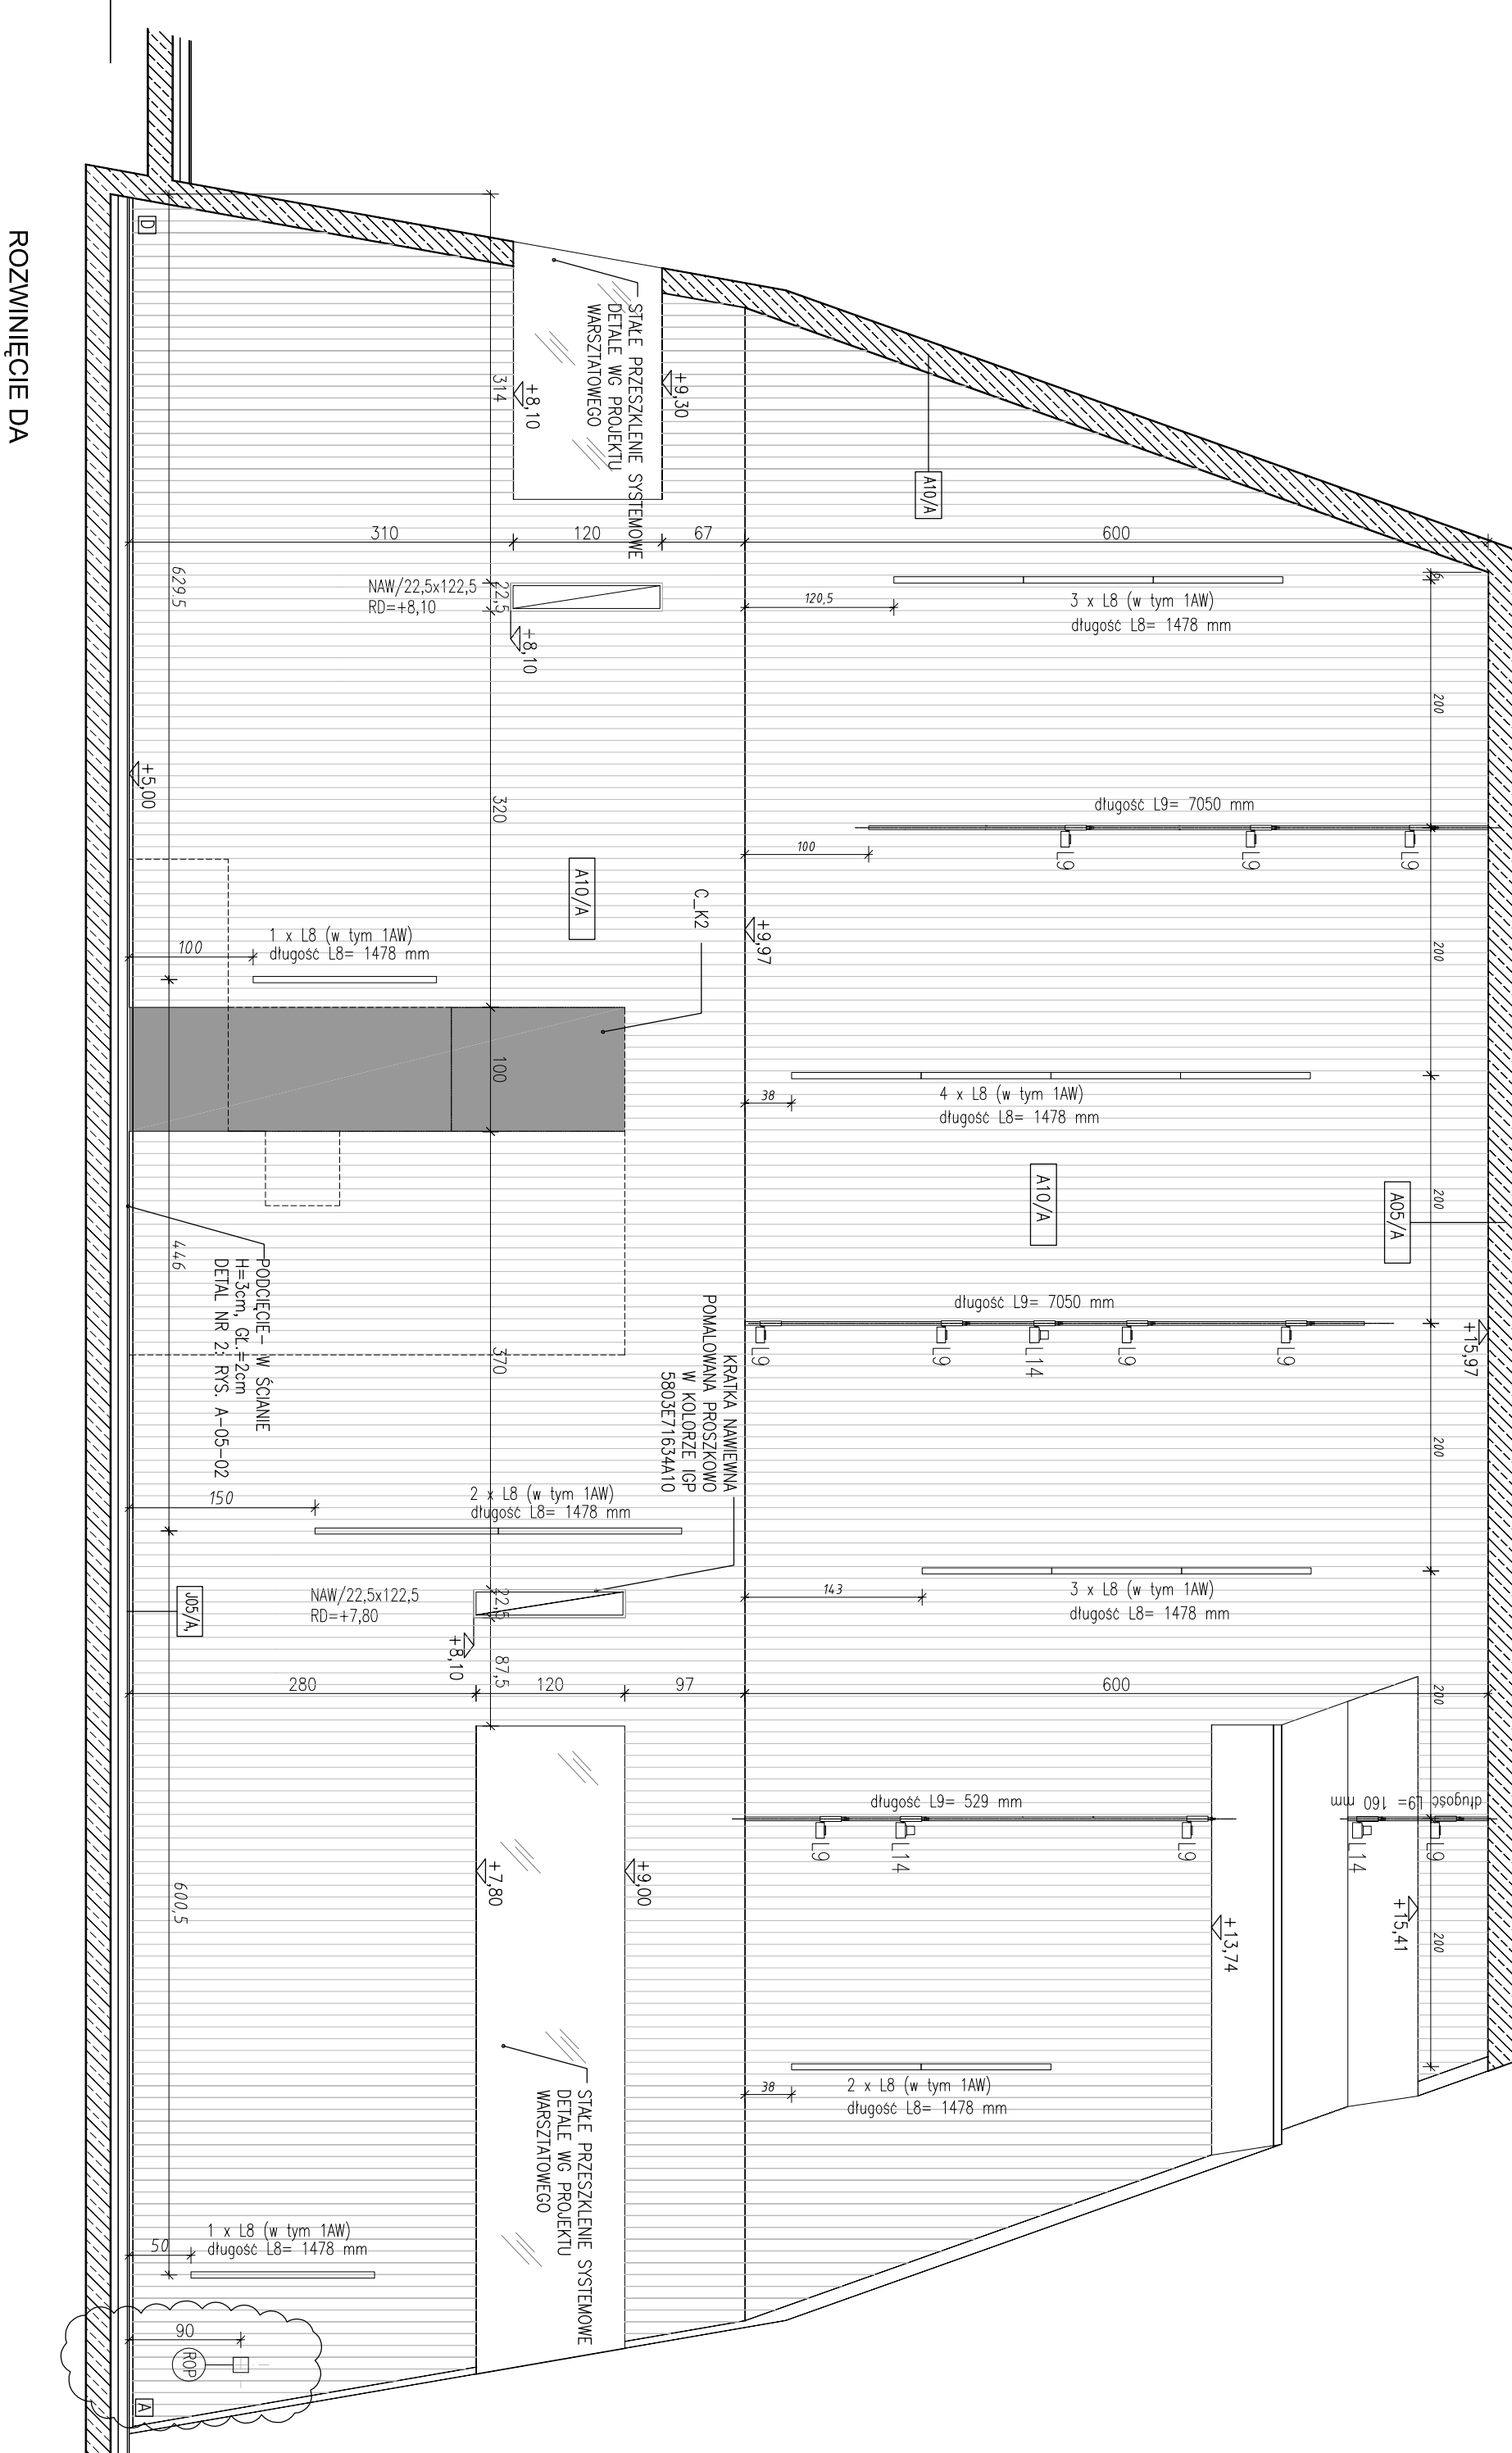 ROZWINIĘCIE DA
D
STAŁE PRZESZKLENIE SYSTEMOWE
DETALE WG PROJEKTU
WARSZTATOWEGO
314
+8,10
+9,30
A10/A
310
120
67
600
629.5
NAW/22,5x122,5
RD=+8,10
22,5
+8,10
120,5
3 x L8 (w tym 1AW)
długość L8= 1478 mm
200
+5,00
320
długość L9= 7050 mm
L9
L9
L9
100
A10/A
C_K2
+9,97
200
1 x L8 (w tym 1AW)
długość L8= 1478 mm
100
100
38
4 x L8 (w tym 1AW)
długość L8= 1478 mm
A10/A
A05/A
200
446
PODCIĘCIE- W ŚCIANIE
H=3cm, GŁ.=2cm
DETAL NR 2; RYS. A-05-02
370
KRATKA NAWIEWNA
POMALOWANA PROSZKOWO
W KOLORZE IGP
5803E71634A10
długość L9= 7050 mm
L9
L9
L14
L9
L9
+15,97
200
150
2 x L8 (w tym 1AW)
długość L8= 1478 mm
J05/A,
NAW/22,5x122,5
RD=+7,80
22,5
+8,10
87,5
143
3 x L8 (w tym 1AW)
długość L8= 1478 mm
280
120
97
600
200
długość L9= 529 mm
L9
L14
L9
długość L9= 160 mm
L14
L9
+7,80
+9,00
+13,74
+15,41
200
600,5
STAŁE PRZESZKLENIE SYSTEMOWE
DETALE WG PROJEKTU
WARSZTATOWEGO
38
2 x L8 (w tym 1AW)
długość L8= 1478 mm
1 x L8 (w tym 1AW)
długość L8= 1478 mm
50
90
ROP
A